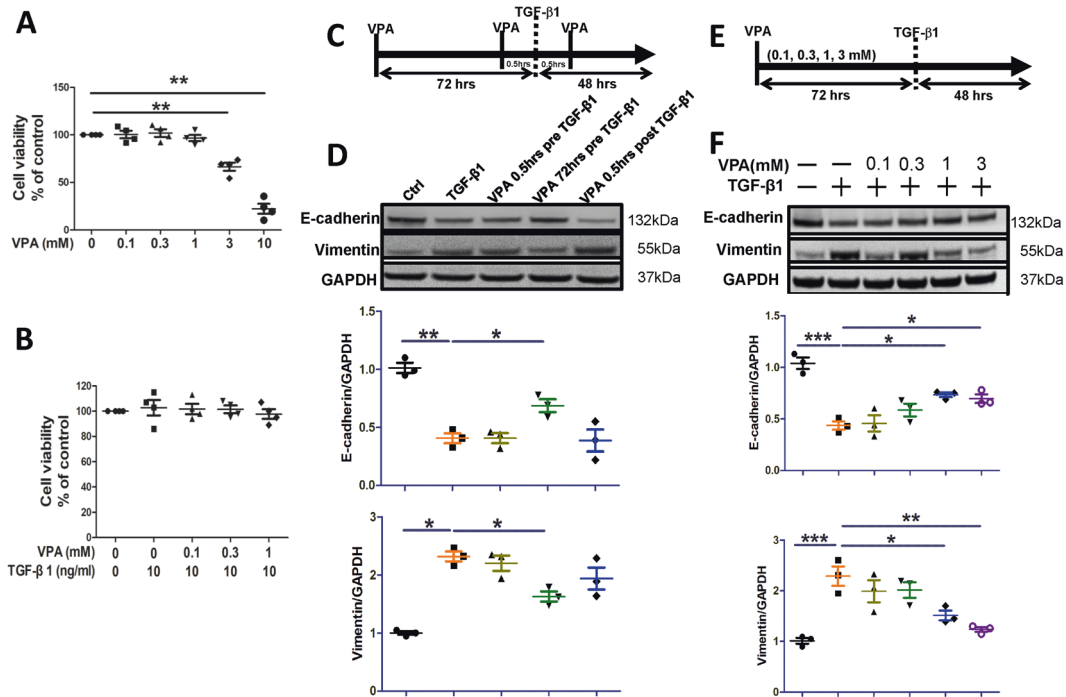 A
**
**
Cell viability
% of control
150
100
50
0
VPA (mM)
0 0.1 0.3 1 3 10
B
Cell viability
% of control
120
100
80
60
40
20
0
VPA (mM)
0 0 0.1 0.3 1
TGF-β 1 (ng/ml)
0 10 10 10 10
C
VPA
VPA
TGF-β1
VPA
0.5hrs
0.5hrs
72 hrs
48 hrs
D
Ctrl
TGF-β1
VPA 0.5hrs pre TGF-β1
VPA 72hrs pre TGF-β1
VPA 0.5hrs post TGF-β1
E-cadherin
132kDa
Vimentin
55kDa
GAPDH
37kDa
E-cadherin/GAPDH
1.5
1.0
0.5
0.0
**
*
Vimentin/GAPDH
3
2
1
0
*
*
E
VPA
(0.1, 0.3, 1, 3 mM)
TGF-β1
72 hrs
48 hrs
F
VPA(mM) — — 0.1 0.3 1 3
TGF-β1 — + + + + +
E-cadherin
132kDa
Vimentin
55kDa
GAPDH
37kDa
E-cadherin/GAPDH
1.5
1.0
0.5
0.0
***
*
*
Vimentin/GAPDH
3
2
1
0
***
*
**